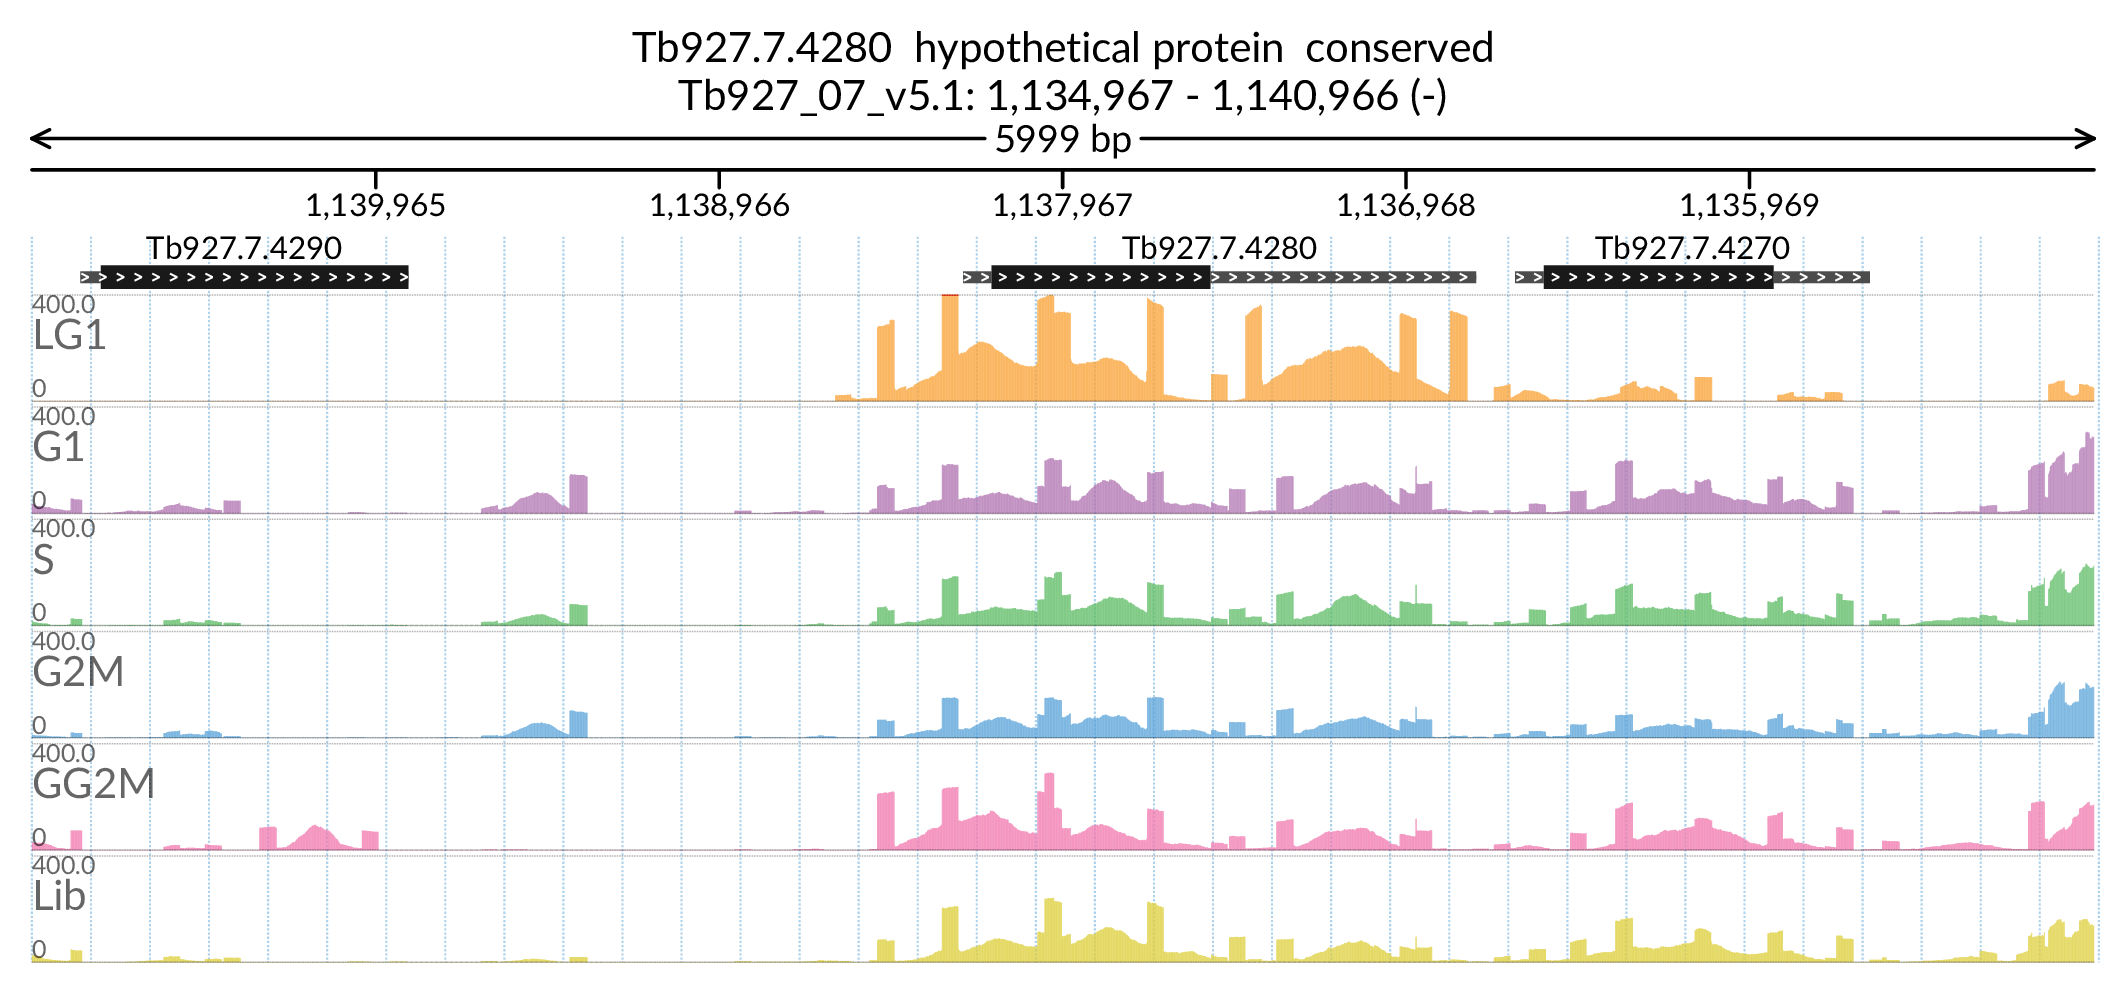 Tb927.7.4280 hypothetical protein conserved
Tb927_07_v5.1: 1,134,967 - 1,140,966 (-)
5999 bp
1,139,965 1,138,966 1,137,967 1,136,968 1,135,969
Tb927.7.4290 Tb927.7.4280 Tb927.7.4270
400.0
LG1
0
400.0
G1
0
400.0
S
0
400.0
G2M
0
400.0
GG2M
0
400.0
Lib
0